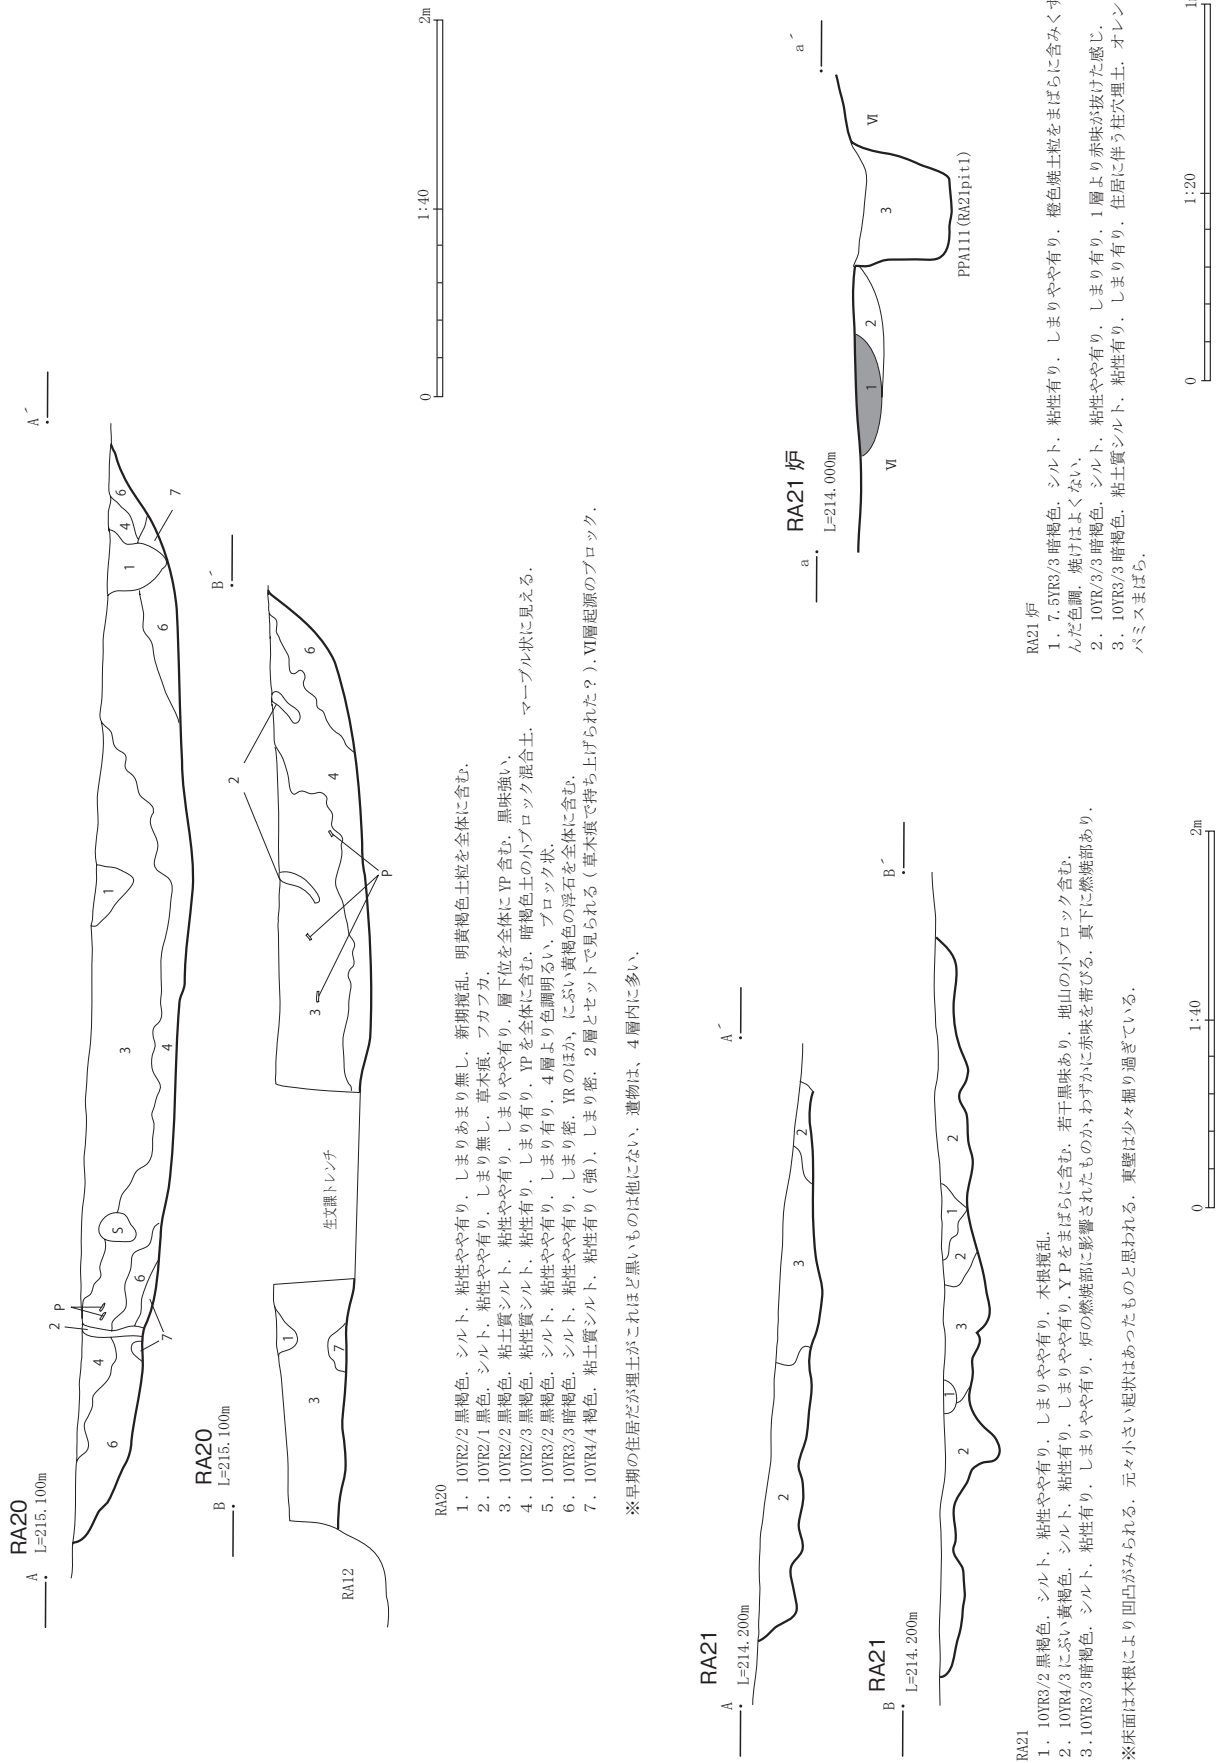 RA20
A
L=215.100m
A´
6
4
2
P
7
6
S
3
4
1
6
1
4
6
7
RA20
B
L=215.100m
B´
RA12
3
1
7
生文課トレンチ
3
P
2
4
6
0
1:40
2m
RA20
1．10YR2/2 黒褐色．シルト．粘性やや有り．しまりあまり無し．新期撹乱．明黄褐色土粒を全体に含む．
2．10YR2/1 黒色．シルト．粘性やや有り．しまり無し．草木痕．フカフカ．
3．10YR2/2 黒褐色．粘土質シルト．粘性やや有り．しまりやや有り．層下位を全体に YP 含む．黒味強い．
4．10YR2/3 黒褐色．粘性質シルト．粘性有り．しまり有り．YP を全体に含む．暗褐色土の小ブロック混合土．マーブル状に見える．
5．10YR3/2 黒褐色．シルト．粘性やや有り．しまり有り．4 層より色調明るい．ブロック状．
6．10YR3/3 暗褐色．シルト．粘性やや有り．しまり密．YR のほか，にぶい黄褐色の浮石を全体に含む．
7．10YR4/4 褐色．粘土質シルト．粘性有り（強）．しまり密．2 層とセットで見られる（草木痕で持ち上げられた？）．Ⅵ層起源のブロック．
※早期の住居だが埋土がこれほど黒いものは他にない．遺物は、4 層内に多い．
RA21
A
L=214.200m
A´
2
3
2
RA21
B
L=214.200m
B´
2
1
3
2
1
2
RA21
1．10YR3/2 黒褐色．シルト．粘性やや有り．しまりやや有り．木根撹乱．
2．10YR4/3 にぶい黄褐色．シルト．粘性有り．しまりやや有り．ＹＰをまばらに含む．若干黒味あり．地山の小ブロック含む．
3．10YR3/3 暗褐色．シルト．粘性有り．しまりやや有り．炉の燃焼部に影響されたものか，わずかに赤味を帯びる．真下に燃焼部あり．
※床面は木根により凹凸がみられる．元々小さい起状はあったものと思われる．東壁は少々掘り過ぎている．
0
1:40
2m
RA21 炉
a
L=214.000m
a´
Ⅵ
1
2
3
Ⅵ
PPA111(RA21pit1)
RA21 炉
1．7.5YR3/3 暗褐色．シルト．粘性有り．しまりやや有り．橙色焼土粒をまばらに含みくす
んだ色調．焼けはよくない．
2．10YR/3/3 暗褐色．シルト．粘性やや有り．しまり有り．1 層より赤味が抜けた感じ．
3．10YR3/3 暗褐色．粘土質シルト．粘性有り．しまり有り．住居に伴う柱穴埋土．オレン
パミスまばら．
0
1:20